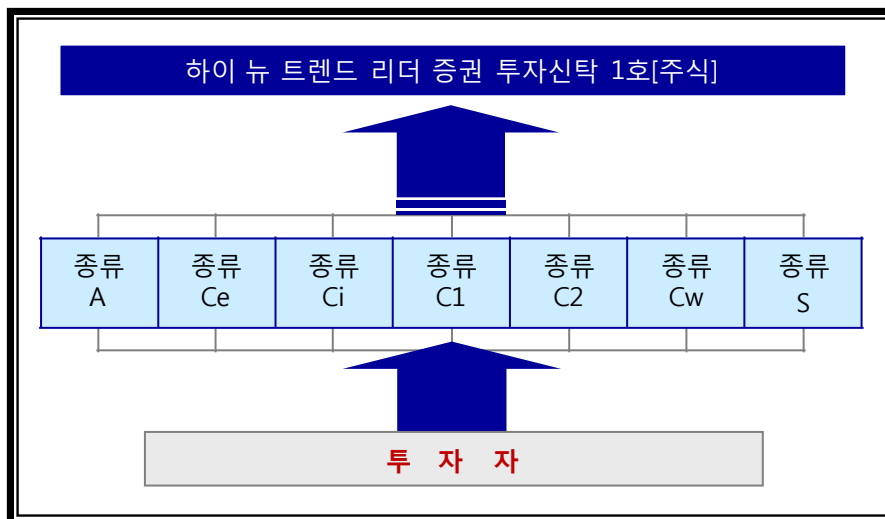 하이 뉴 트렌드 리더 증권 투자신탁 1호[주식]
종류 종류 종류 종류 종류 종류 종류
A Ce Ci C1 C2 Cw S
투 자 자